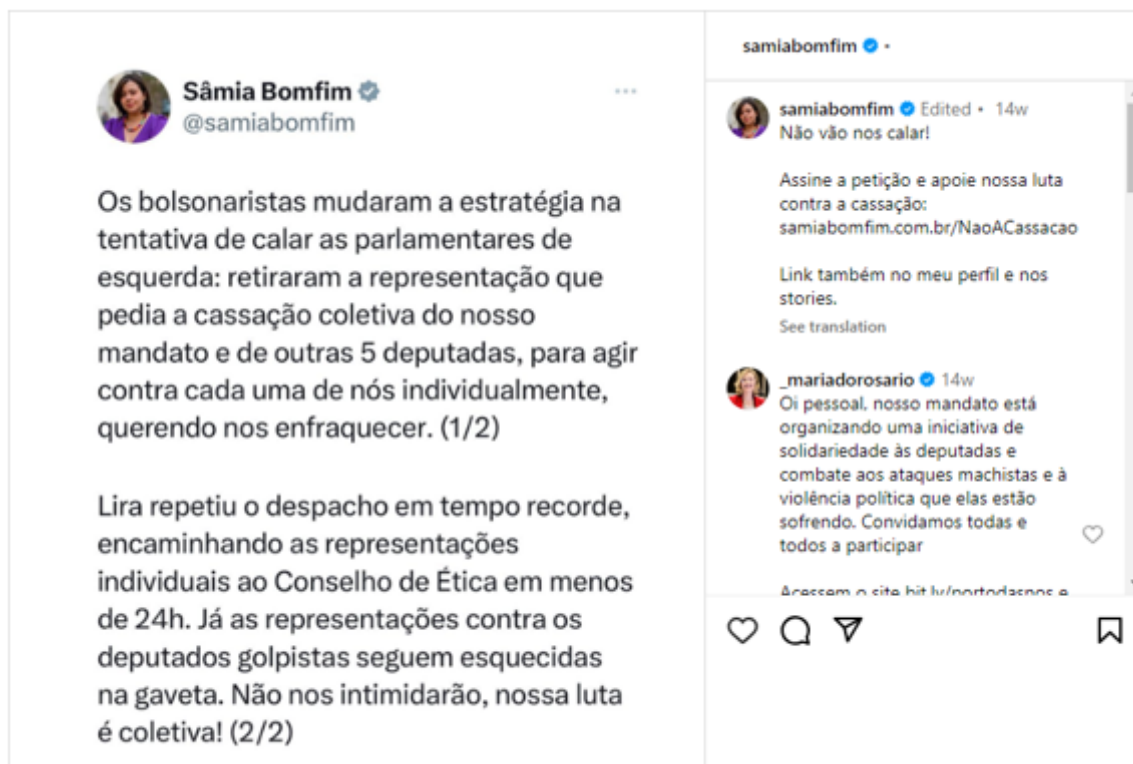 Sâmia Bomfim
@samiabomfim
Os bolsonaristas mudaram a estratégia na
tentativa de calar as parlamentares de
esquerda: retiraram a representação que
pedia a cassação coletiva do nosso
mandato e de outras 5 deputadas, para agir
contra cada uma de nós individualmente,
querendo nos enfraquecer. (1/2)
Lira repetiu o despacho em tempo recorde,
encaminhando as representações
individuais ao Conselho de Ética em menos
de 24h. Já as representações contra os
deputados golpistas seguem esquecidas
na gaveta. Não nos intimidarão, nossa luta
é coletiva! (2/2)
samiabomfim •
samiabomfim Edited • 14w
Não vão nos calar!
Assine a petição e apoie nossa luta
contra a cassação:
samiabomfim.com.br/NaoACassacao
Link também no meu perfil e nos
stories.
See translation
_mariadorosario 14w
Oi pessoal, nosso mandato está
organizando uma iniciativa de
solidariedade às deputadas e
combate aos ataques machistas e à
violência política que elas estão
sofrendo. Convidamos todas e
todos a participar
Acessem o site bit.ly/portodasnos e